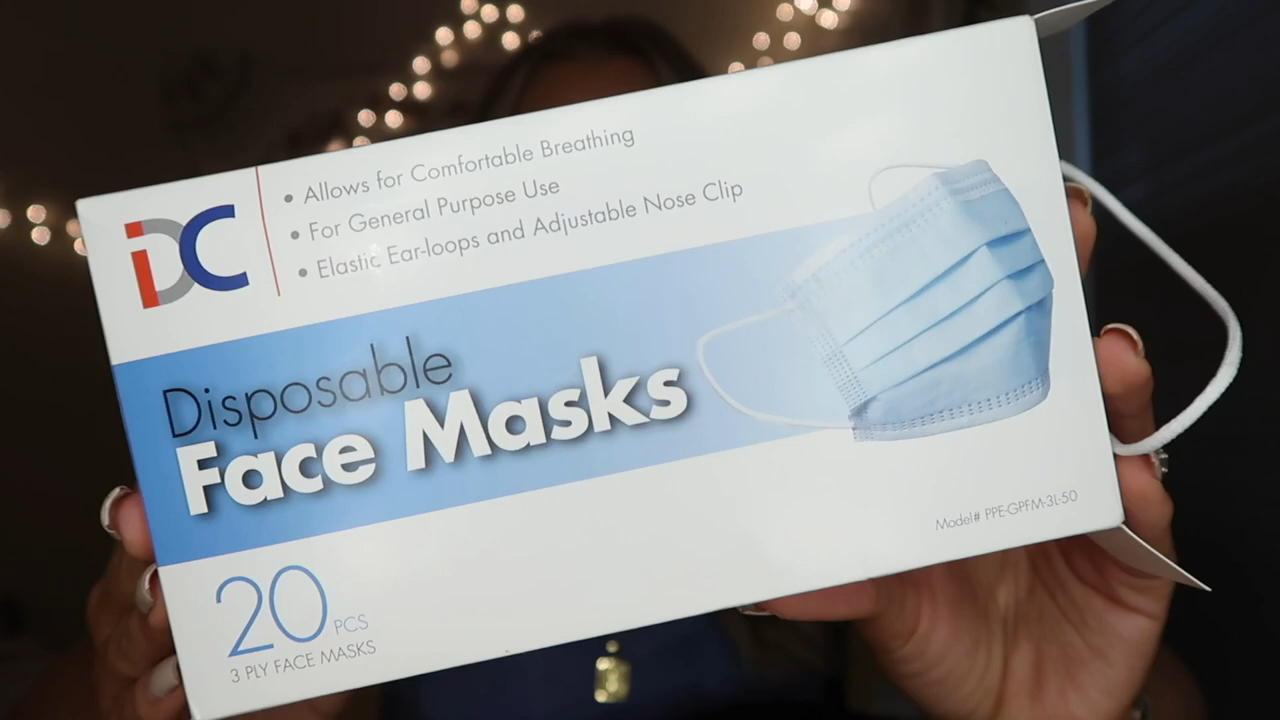 iDC
• Allows for Comfortable Breathing
• For General Purpose Use
• Elastic Ear-loops and Adjustable Nose Clip
Disposable
Face Masks
20 PCS
3 PLY FACE MASKS
Model# PPE-GPFM-3L-50